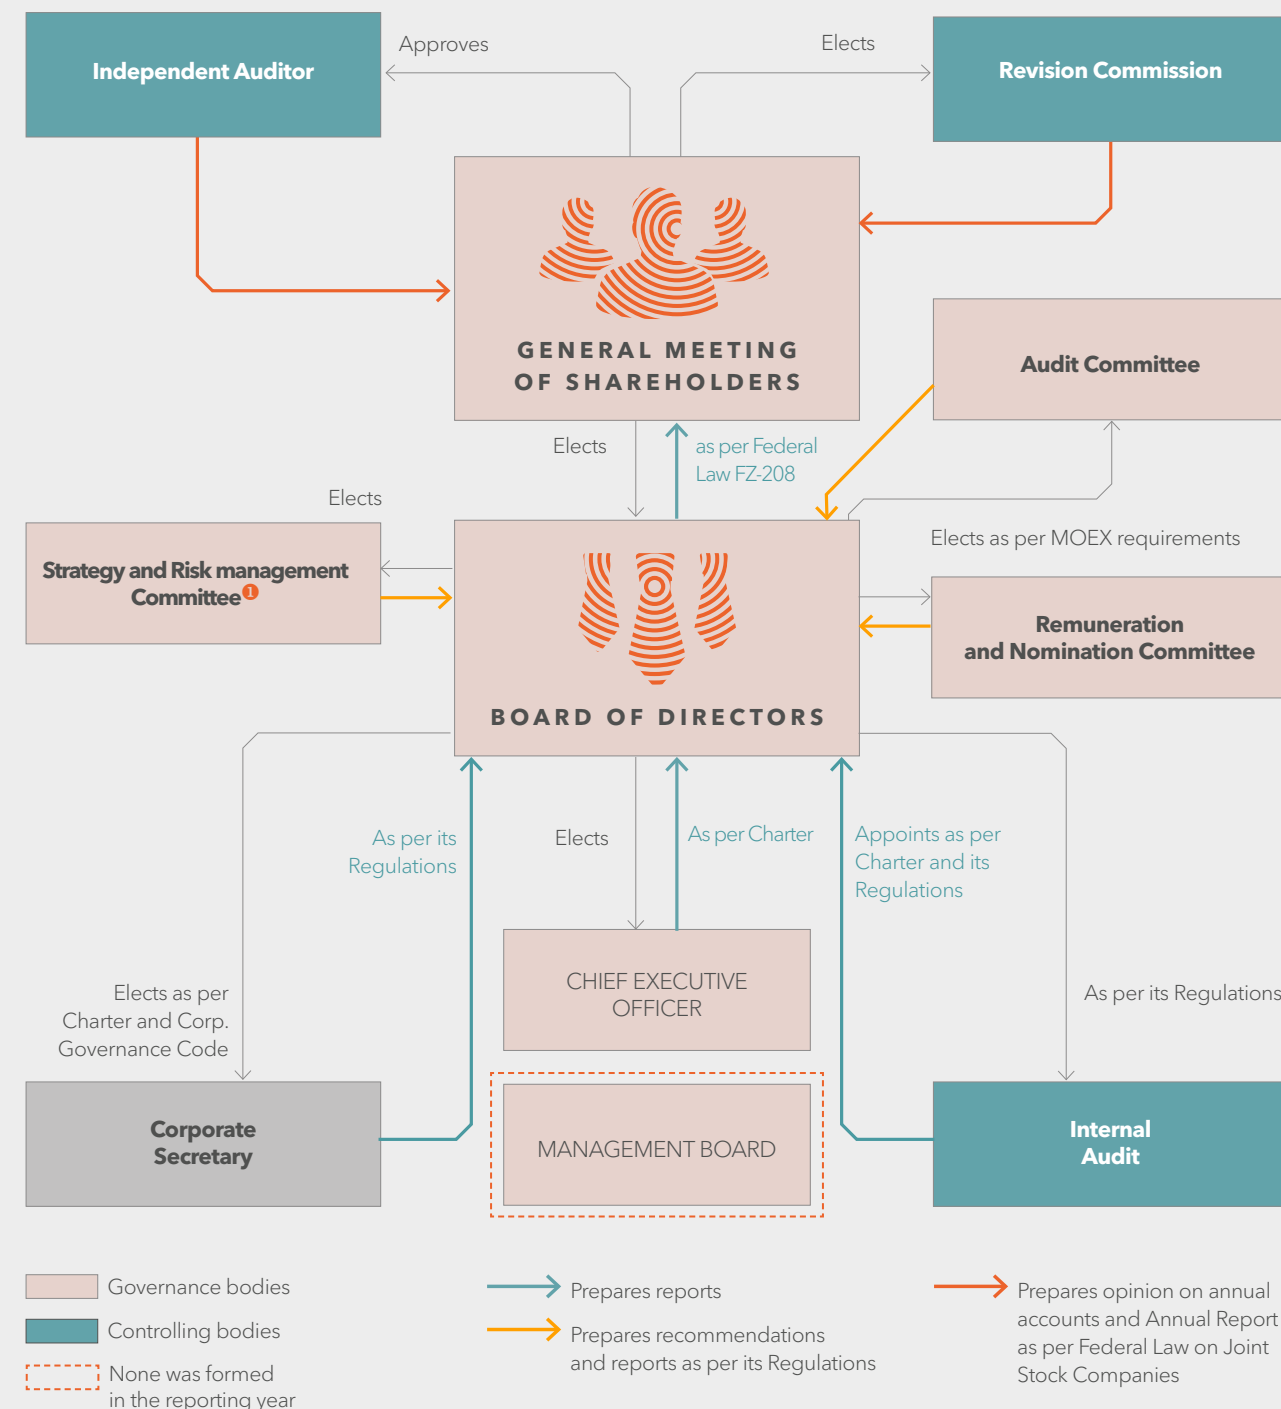 Approves
Elects
Independent Auditor
Revision Commission
GENERAL MEETING
OF SHAREHOLDERS
Audit Committee
Elects
as per Federal
Law FZ-208
Elects
Elects as per MOEX requirements
Strategy and Risk management
Committee 1
Remuneration
and Nomination Committee
BOARD OF DIRECTORS
As per its
Regulations
Elects
As per Charter
Appoints as per
Charter and its
Regulations
CHIEF EXECUTIVE
OFFICER
Elects as per
Charter and Corp.
Governance Code
As per its Regulations
Corporate
Secretary
MANAGEMENT BOARD
Internal
Audit
Governance bodies
Controlling bodies
None was formed
in the reporting year
Prepares reports
Prepares recommendations
and reports as per its Regulations
Prepares opinion on annual
accounts and Annual Report
as per Federal Law on Joint
Stock Companies